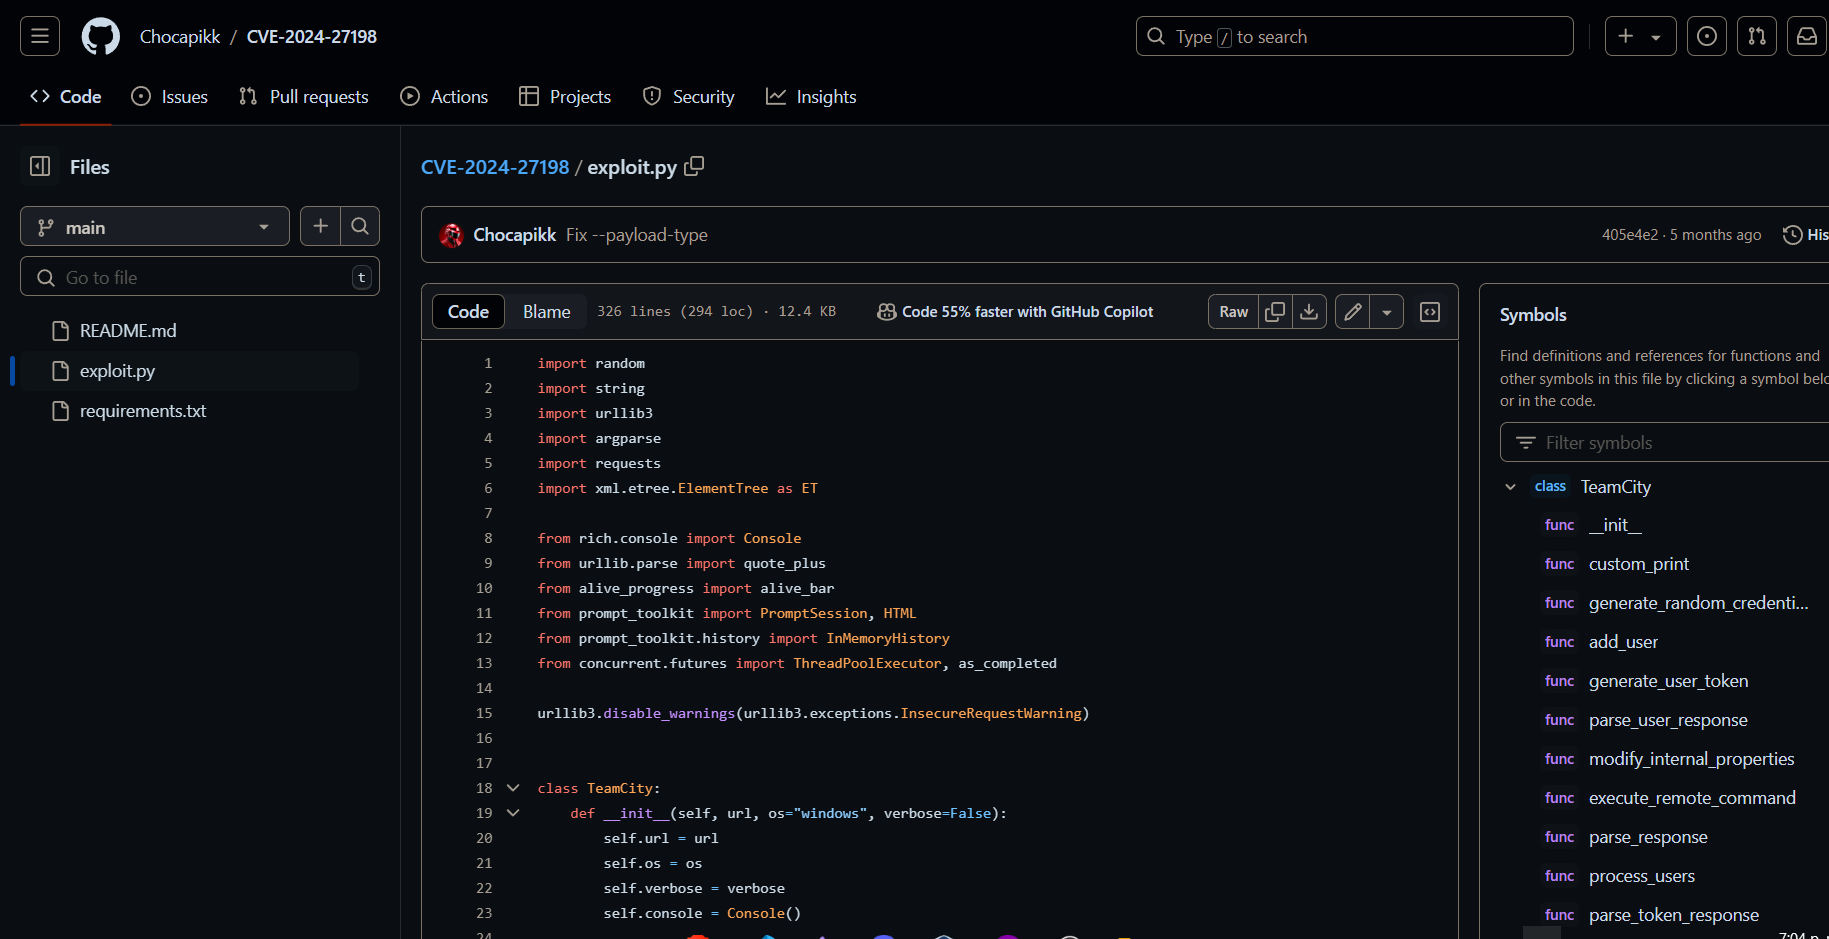 Chocapikk / CVE-2024-27198
Type / to search
Code
Issues
Pull requests
Actions
Projects
Security
Insights
Files
main
Go to file
t
README.md
exploit.py
requirements.txt
CVE-2024-27198 / exploit.py
Chocapikk Fix --payload-type
405e4e2 · 5 months ago
His
Code
Blame
326 lines (294 loc) · 12.4 KB
Code 55% faster with GitHub Copilot
Raw
1 import random
2 import string
3 import urllib3
4 import argparse
5 import requests
6 import xml.etree.ElementTree as ET
7
8 from rich.console import Console
9 from urllib.parse import quote_plus
10 from alive_progress import alive_bar
11 from prompt_toolkit import PromptSession, HTML
12 from prompt_toolkit.history import InMemoryHistory
13 from concurrent.futures import ThreadPoolExecutor, as_completed
14
15 urllib3.disable_warnings(urllib3.exceptions.InsecureRequestWarning)
16
17
18 class TeamCity:
19     def __init__(self, url, os="windows", verbose=False):
20         self.url = url
21         self.os = os
22         self.verbose = verbose
23         self.console = Console()
24
Symbols
Find definitions and references for functions and
other symbols in this file by clicking a symbol belo
or in the code.
Filter symbols
class TeamCity
func __init__
func custom_print
func generate_random_credenti...
func add_user
func generate_user_token
func parse_user_response
func modify_internal_properties
func execute_remote_command
func parse_response
func process_users
func parse_token_response